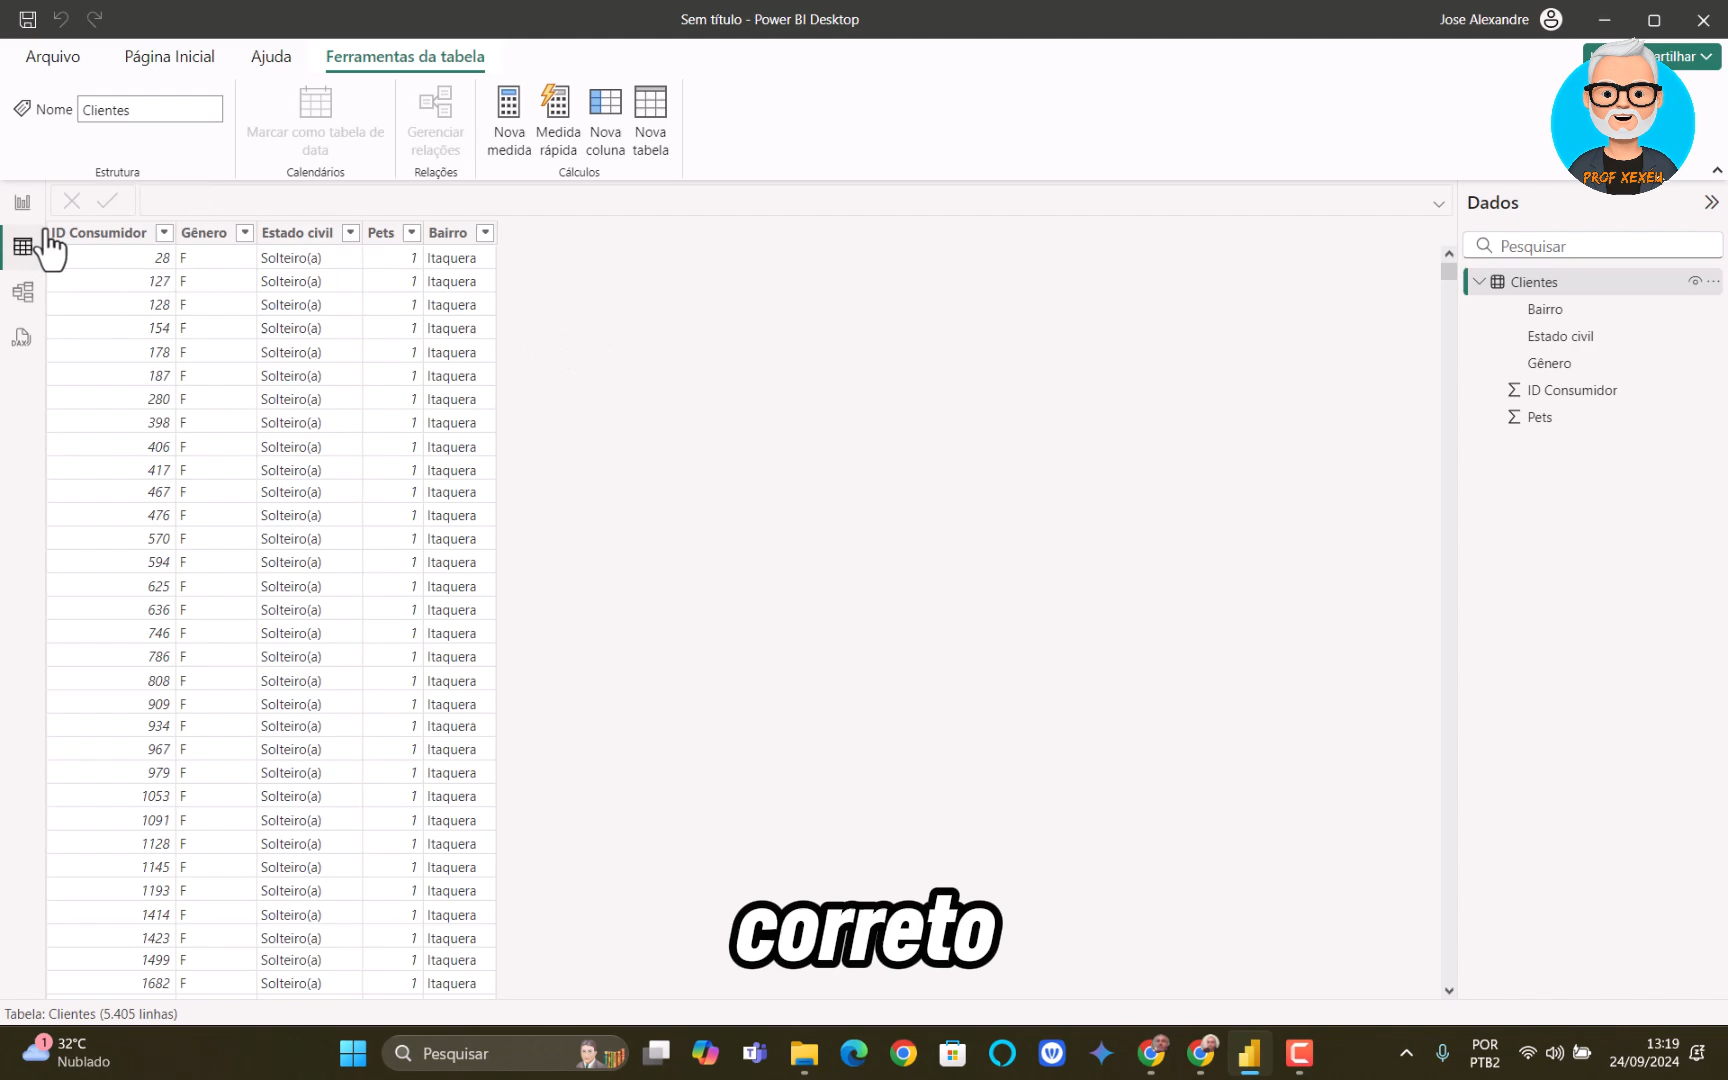 Sem título - Power BI Desktop
Jose Alexandre
Arquivo Página Inicial Ajuda Ferramentas da tabela
artilhar
Nome Clientes
Marcar como tabela de data
Gerenciar relações
Nova medida
Medida rápida
Nova coluna
Nova tabela
Estrutura Calendários Relações Cálculos
PROF XEXEU
Dados
Pesquisar
Clientes
Bairro
Estado civil
Gênero
ID Consumidor
Pets
DAX
ID Consumidor Gênero Estado civil Pets Bairro
28 F Solteiro(a) 1 Itaquera
127 F Solteiro(a) 1 Itaquera
128 F Solteiro(a) 1 Itaquera
154 F Solteiro(a) 1 Itaquera
178 F Solteiro(a) 1 Itaquera
187 F Solteiro(a) 1 Itaquera
280 F Solteiro(a) 1 Itaquera
398 F Solteiro(a) 1 Itaquera
406 F Solteiro(a) 1 Itaquera
417 F Solteiro(a) 1 Itaquera
467 F Solteiro(a) 1 Itaquera
476 F Solteiro(a) 1 Itaquera
570 F Solteiro(a) 1 Itaquera
594 F Solteiro(a) 1 Itaquera
625 F Solteiro(a) 1 Itaquera
636 F Solteiro(a) 1 Itaquera
746 F Solteiro(a) 1 Itaquera
786 F Solteiro(a) 1 Itaquera
808 F Solteiro(a) 1 Itaquera
909 F Solteiro(a) 1 Itaquera
934 F Solteiro(a) 1 Itaquera
967 F Solteiro(a) 1 Itaquera
979 F Solteiro(a) 1 Itaquera
1053 F Solteiro(a) 1 Itaquera
1091 F Solteiro(a) 1 Itaquera
1128 F Solteiro(a) 1 Itaquera
1145 F Solteiro(a) 1 Itaquera
1193 F Solteiro(a) 1 Itaquera
1414 F Solteiro(a) 1 Itaquera
1423 F Solteiro(a) 1 Itaquera
1499 F Solteiro(a) 1 Itaquera
1682 F Solteiro(a) 1 Itaquera
correto
Tabela: Clientes (5.405 linhas)
1
32°C
Nublado
Pesquisar
POR
PTB2
13:19
24/09/2024